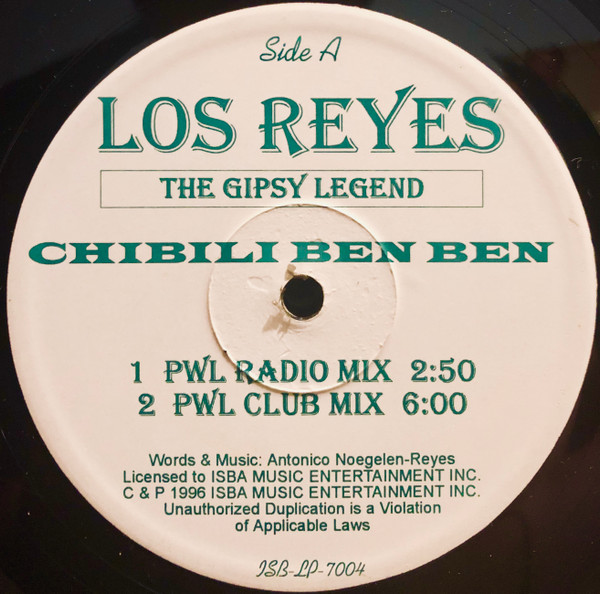 Side A
LOS REYES
THE GIPSY LEGEND
CHIBILI BEN BEN
1 PWL RADIO MIX 2:50
2 PWL CLUB MIX 6:00
Words & Music: Antonico Noegelen-Reyes
Licensed to ISBA MUSIC ENTERTAINMENT INC.
C & P 1996 ISBA MUSIC ENTERTAINMENT INC.
Unauthorized Duplication is a Violation
of Applicable Laws
ISB-LP-7004